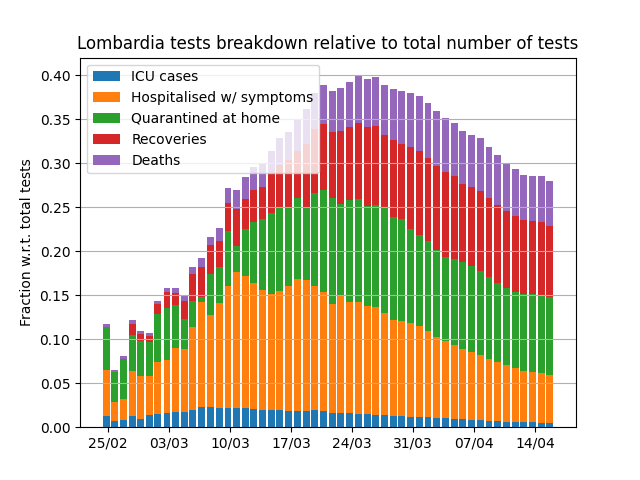 Lombardia tests breakdown relative to total number of tests
Fraction w.r.t. total tests
0.40
0.35
0.30
0.25
0.20
0.15
0.10
0.05
0.00
ICU cases
Hospitalised w/ symptoms
Quarantined at home
Recoveries
Deaths
25/02 03/03 10/03 17/03 24/03 31/03 07/04 14/04